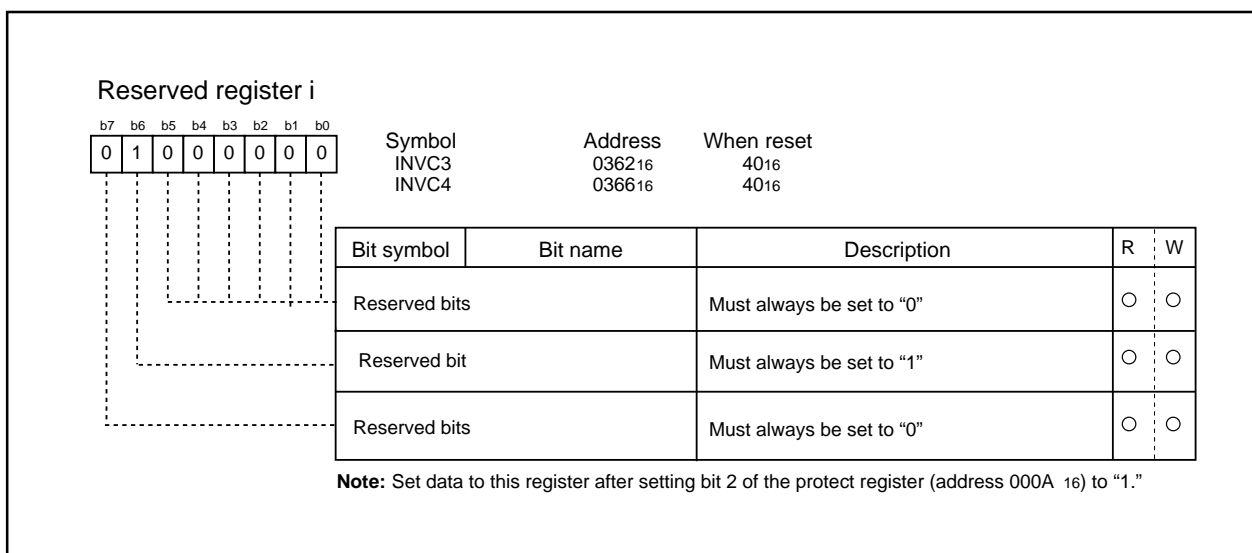 Reserved register i
b7 b6 b5 b4 b3 b2 b1 b0
0 1 0 0 0 0 0 0
Symbol Address When reset
INVC3 036216 4016
INVC4 036616 4016
Bit symbol Bit name Description R W
Reserved bits Must always be set to “0” ○ ○
Reserved bit Must always be set to “1” ○ ○
Reserved bits Must always be set to “0” ○ ○
Note: Set data to this register after setting bit 2 of the protect register (address 000A 16) to “1.”